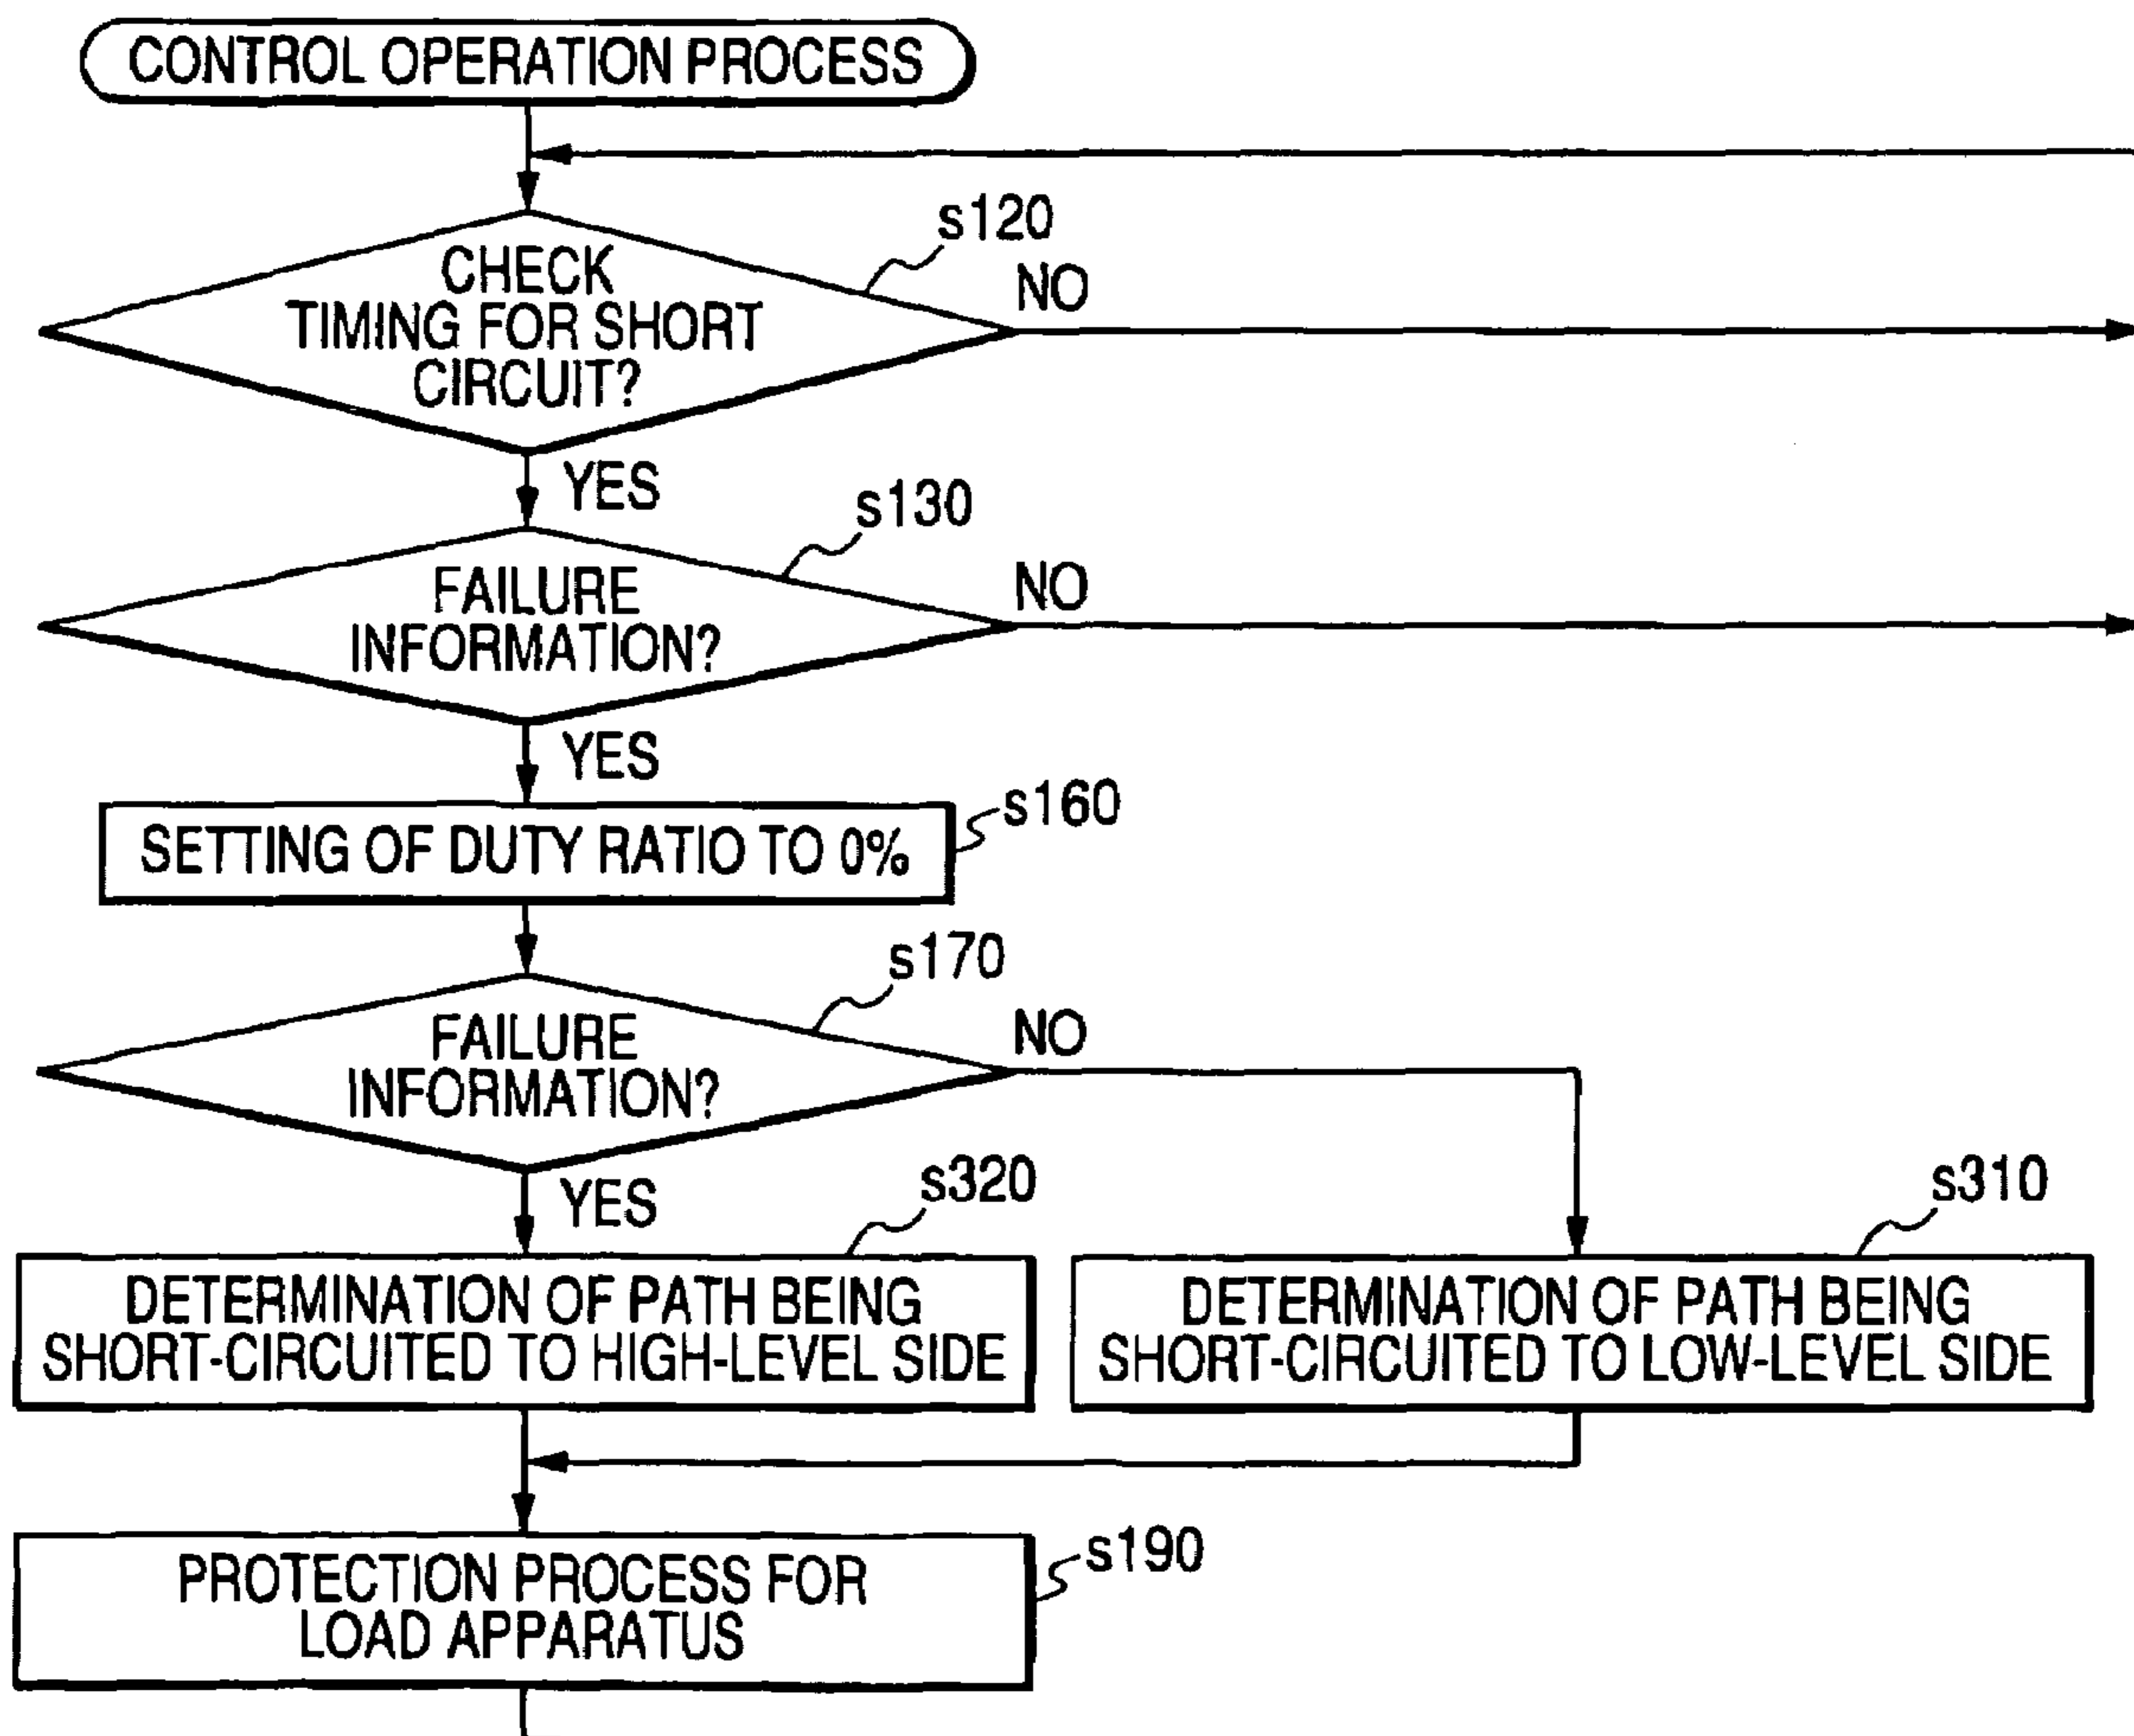 CONTROL OPERATION PROCESS
s120
CHECK
TIMING FOR SHORT
CIRCUIT?
NO
YES
s130
FAILURE
INFORMATION?
NO
YES
s160
SETTING OF DUTY RATIO TO 0%
s170
FAILURE
INFORMATION?
NO
YES
s320
DETERMINATION OF PATH BEING
SHORT-CIRCUITED TO HIGH-LEVEL SIDE
s310
DETERMINATION OF PATH BEING
SHORT-CIRCUITED TO LOW-LEVEL SIDE
s190
PROTECTION PROCESS FOR
LOAD APPARATUS